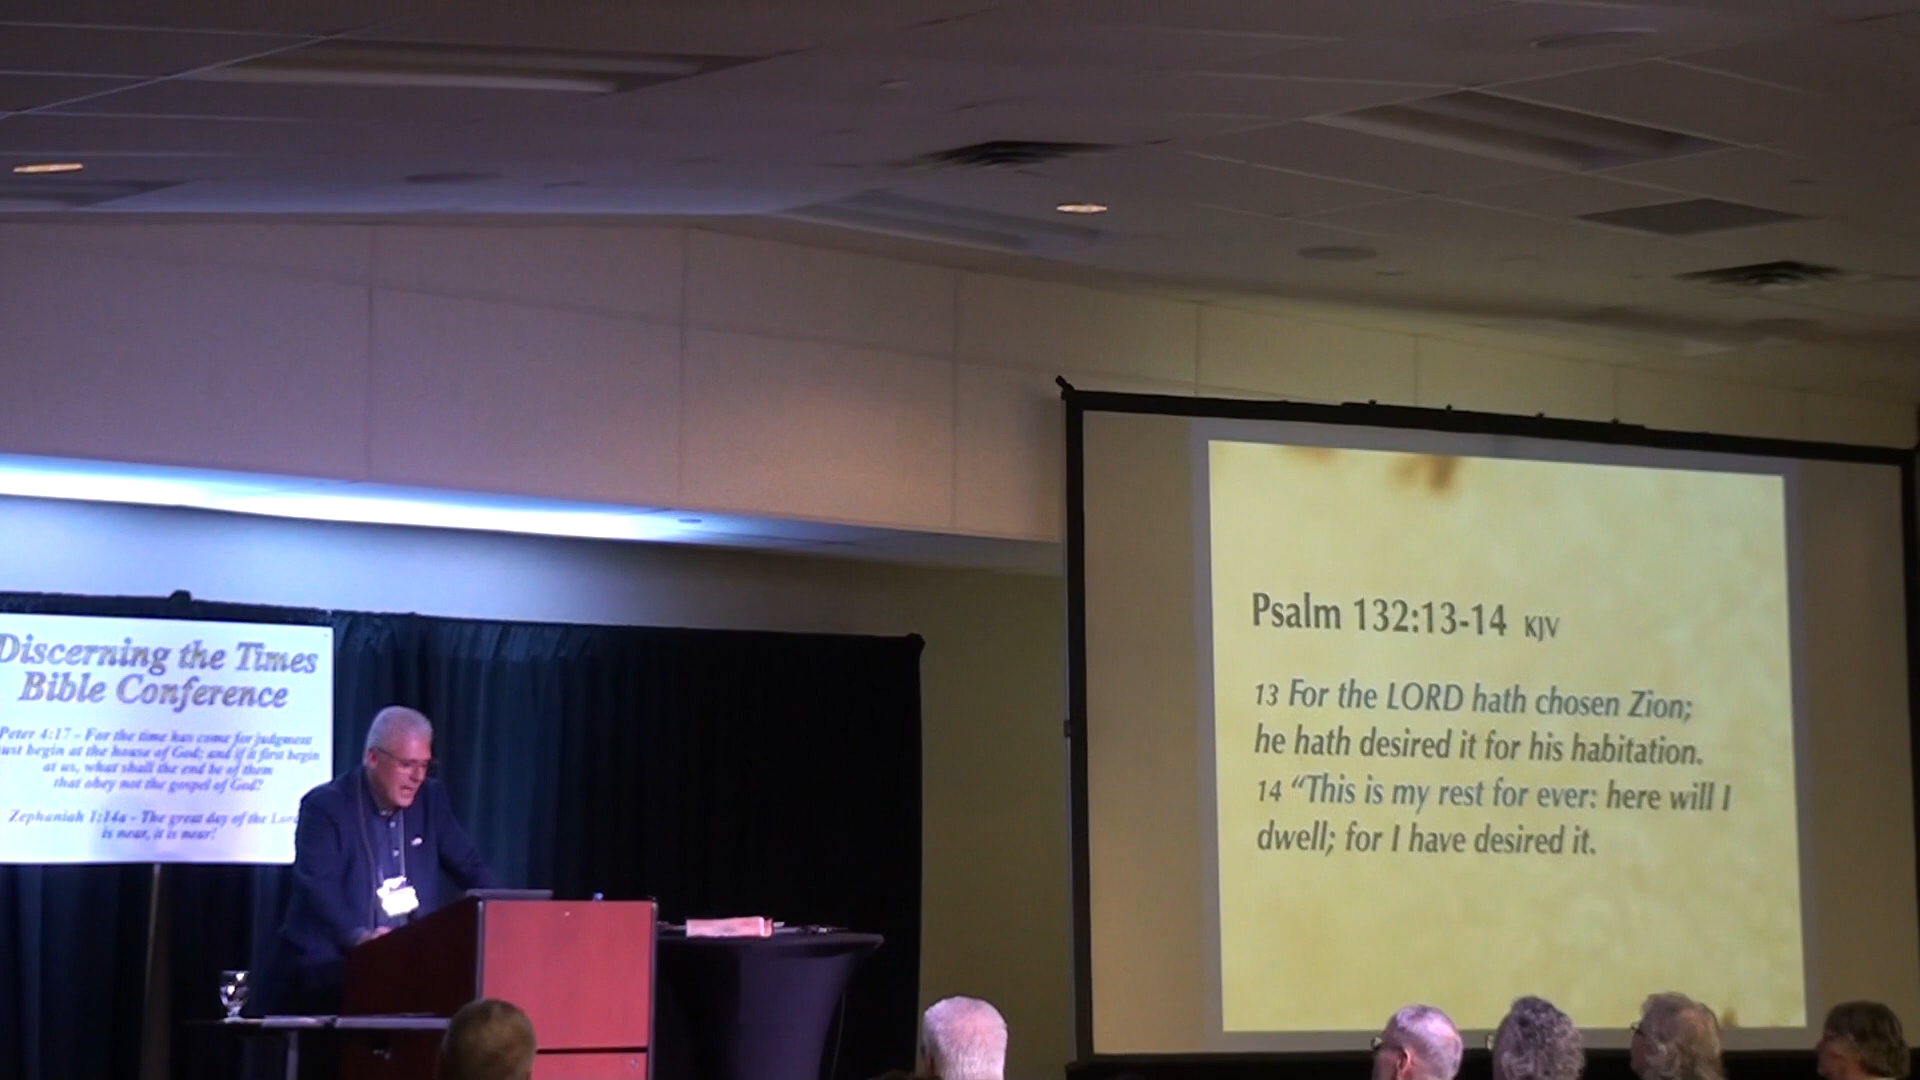 Discerning the Times
Bible Conference
Peter 4:17 - For the time has come for judgment
must begin at the house of God; and if it first begin
at us, what shall the end be of them
that obey not the gospel of God?
Zephaniah 1:14a - The great day of the Lord
is near, it is near!
Psalm 132:13-14 KJV
13 For the LORD hath chosen Zion;
he hath desired it for his habitation.
14 “This is my rest for ever: here will I
dwell; for I have desired it.